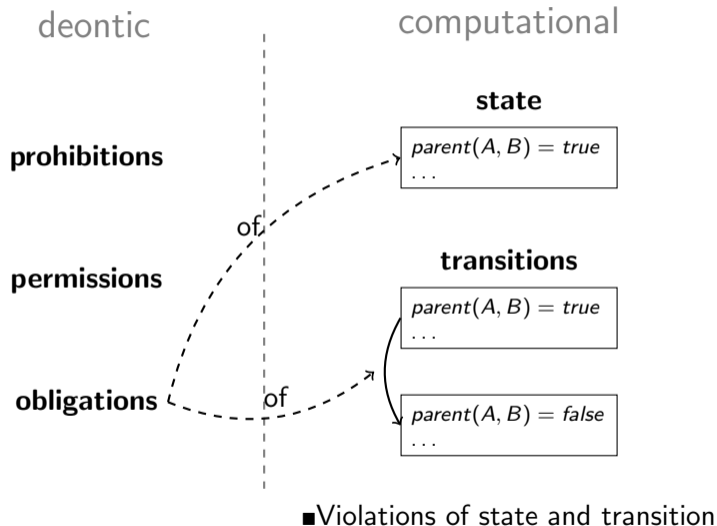 deontic
computational
state
prohibitions
parent(A, B) = true
...
of
transitions
permissions
parent(A, B) = true
...
obligations
of
parent(A, B) = false
...
■Violations of state and transition